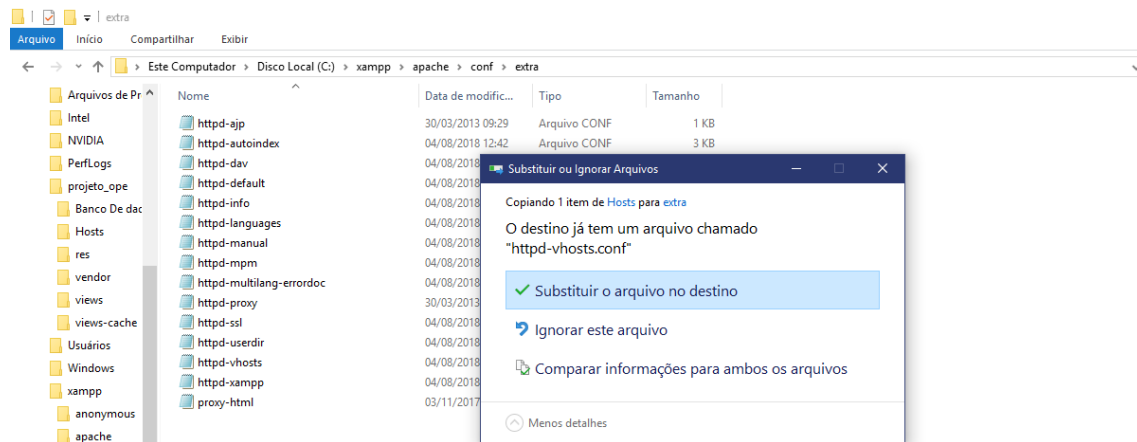 extra
Arquivo Início Compartilhar Exibir
Este Computador > Disco Local (C:) > xampp > apache > conf > extra
Nome Data de modific... Tipo Tamanho
Arquivos de Pr
Intel
NVIDIA
PerfLogs
projeto_ope
Banco De dad
Hosts
res
vendor
views
views-cache
Usuários
Windows
xampp
anonymous
apache
httpd-ajp 30/03/2013 09:29 Arquivo CONF 1 KB
httpd-autoindex 04/08/2018 12:42 Arquivo CONF 3 KB
httpd-dav 04/08/2018
httpd-default 04/08/2018
httpd-info 04/08/2018
httpd-languages 04/08/2018
httpd-manual 04/08/2018
httpd-mpm 04/08/2018
httpd-multilang-errordoc 04/08/2018
httpd-proxy 30/03/2013
httpd-ssl 04/08/2018
httpd-userdir 04/08/2018
httpd-vhosts 04/08/2018
httpd-xampp 04/08/2018
proxy-html 03/11/2017
Substituir ou Ignorar Arquivos
Copiando 1 item de Hosts para extra
O destino já tem um arquivo chamado
"httpd-vhosts.conf"
Substituir o arquivo no destino
Ignorar este arquivo
Comparar informações para ambos os arquivos
Menos detalhes